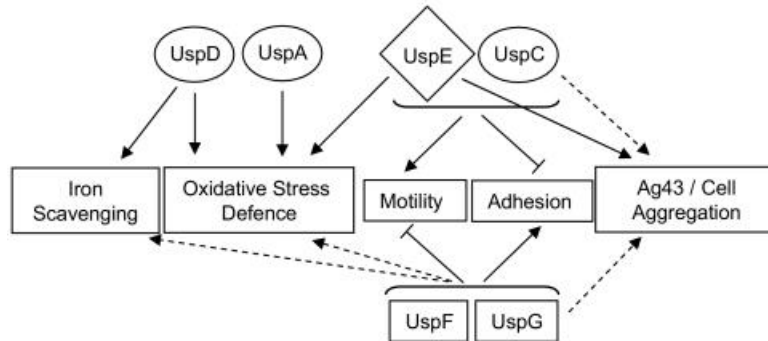 UspD
UspA
UspE
UspC
Iron
Scavenging
Oxidative Stress
Defence
Motility
Adhesion
Ag43 / Cell
Aggregation
UspF
UspG